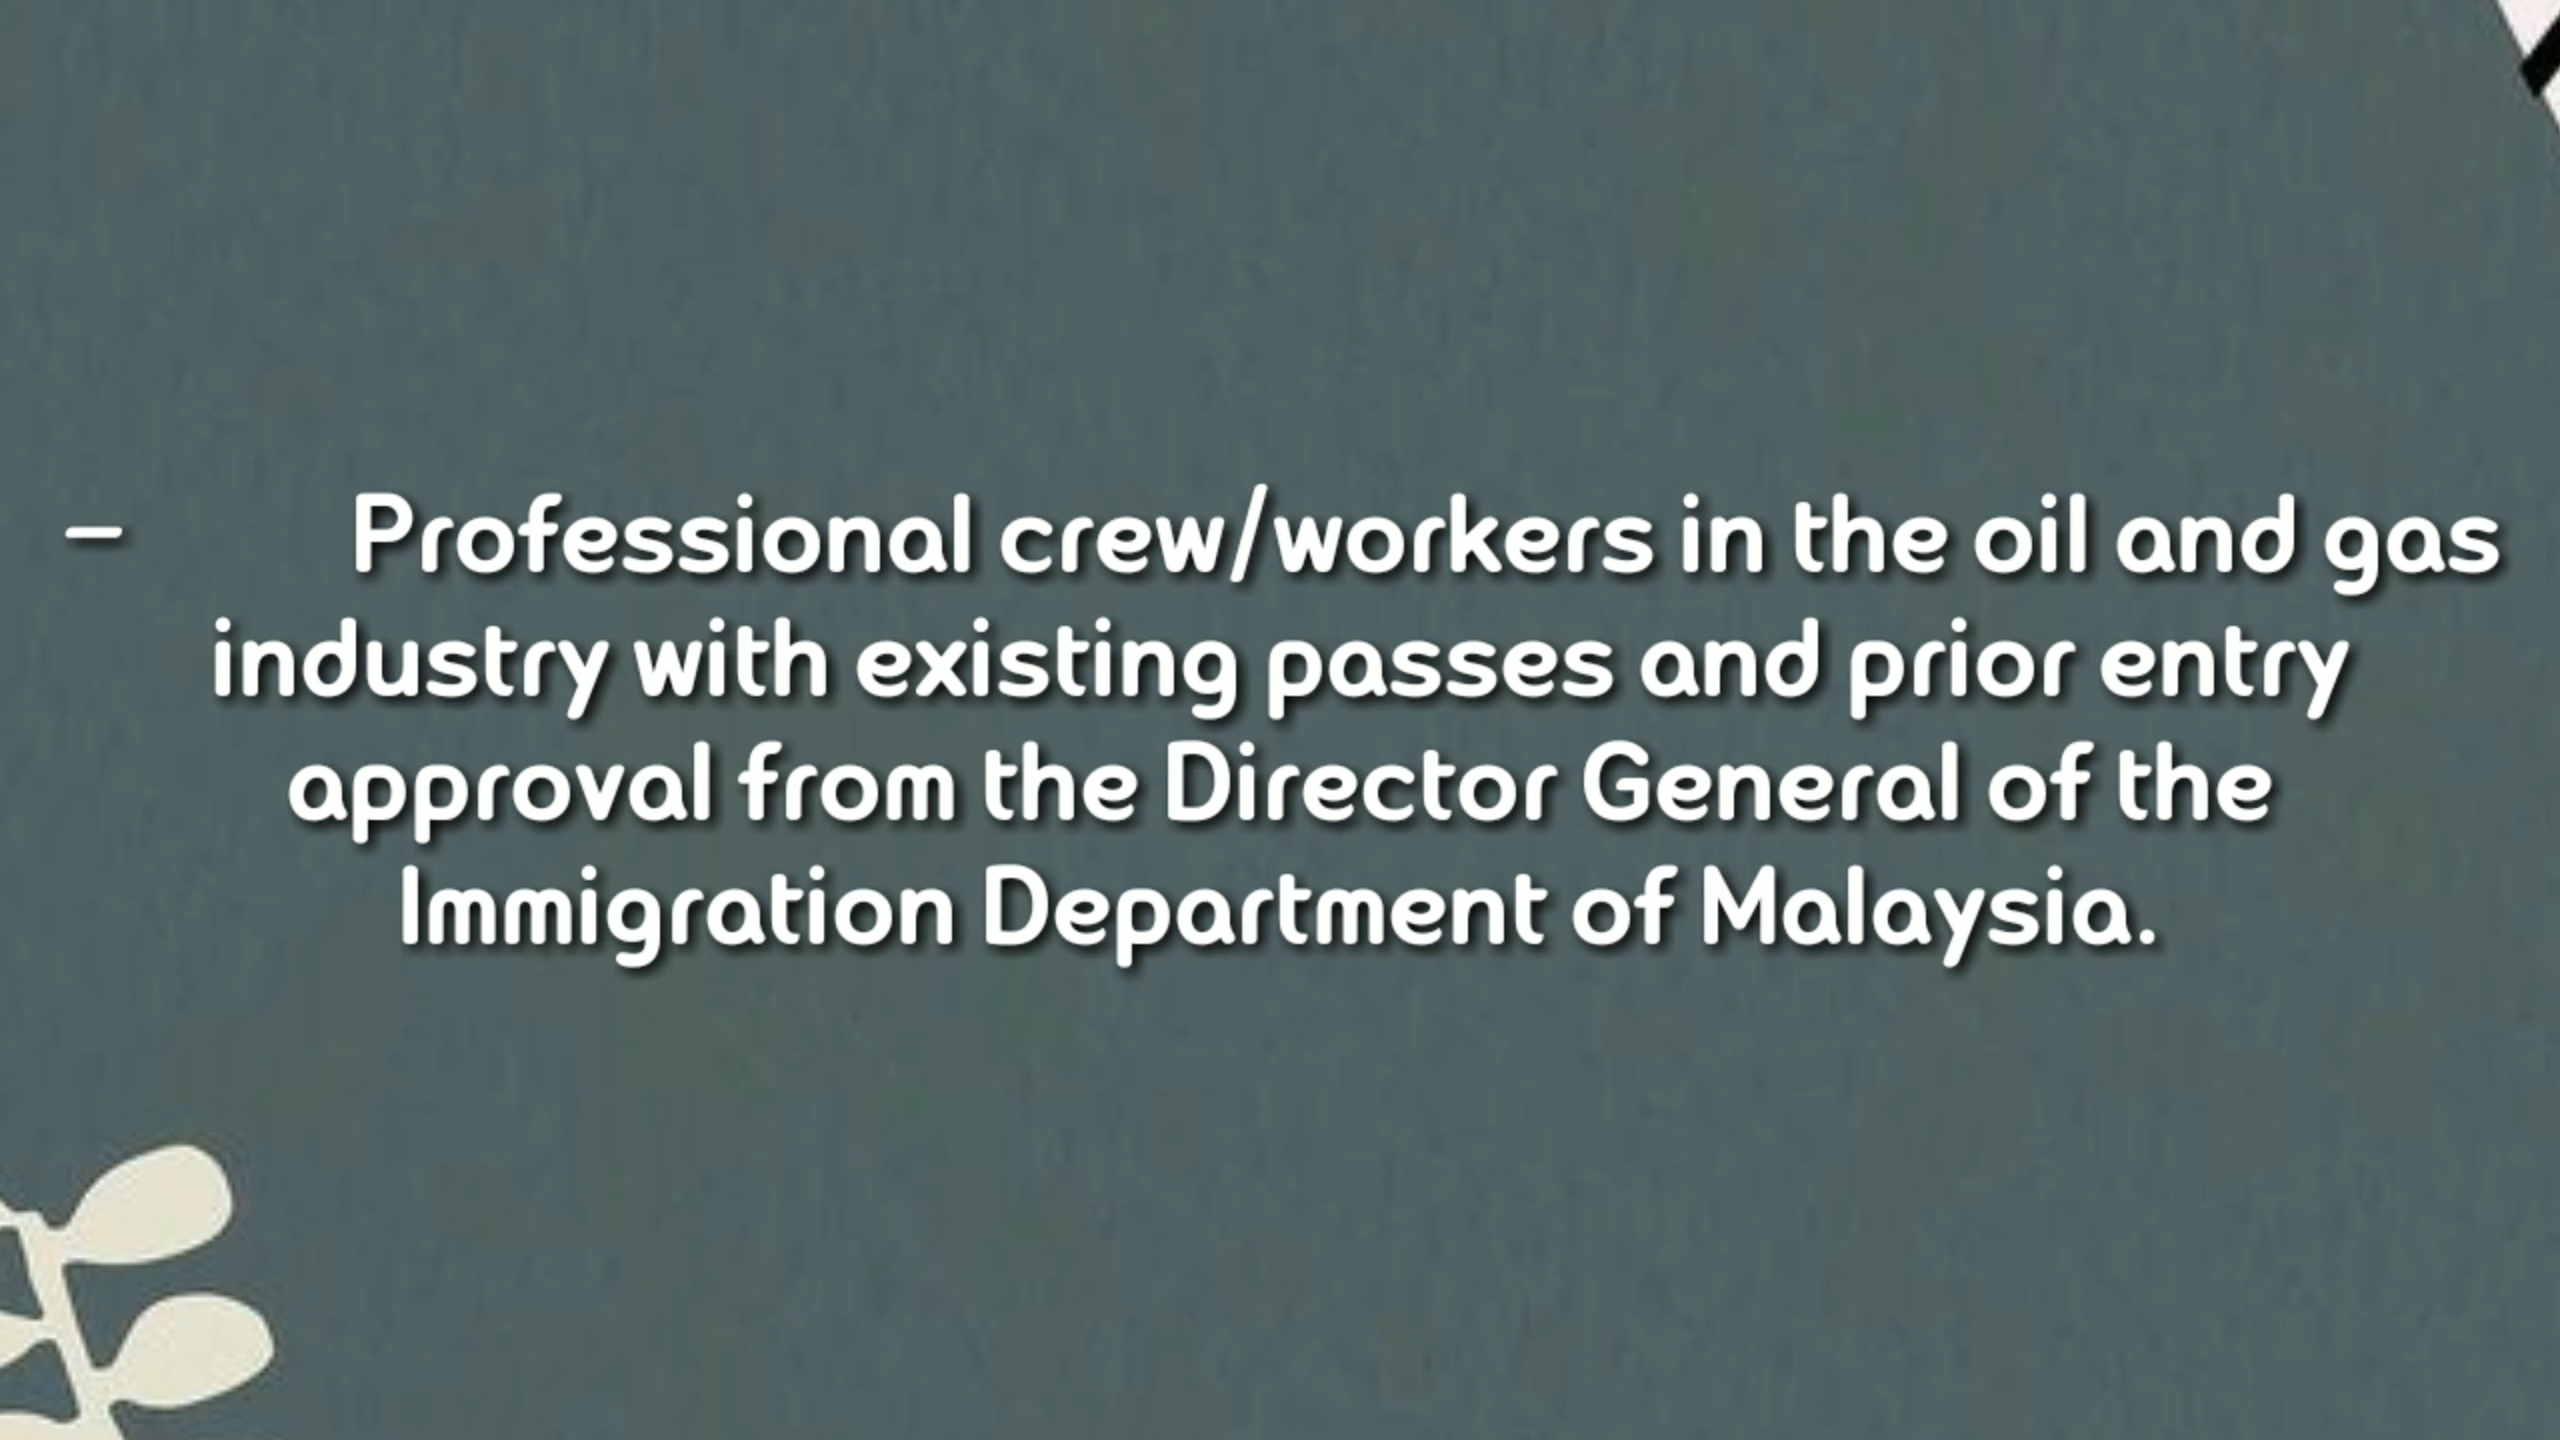 – Professional crew/workers in the oil and gas
industry with existing passes and prior entry
approval from the Director General of the
Immigration Department of Malaysia.